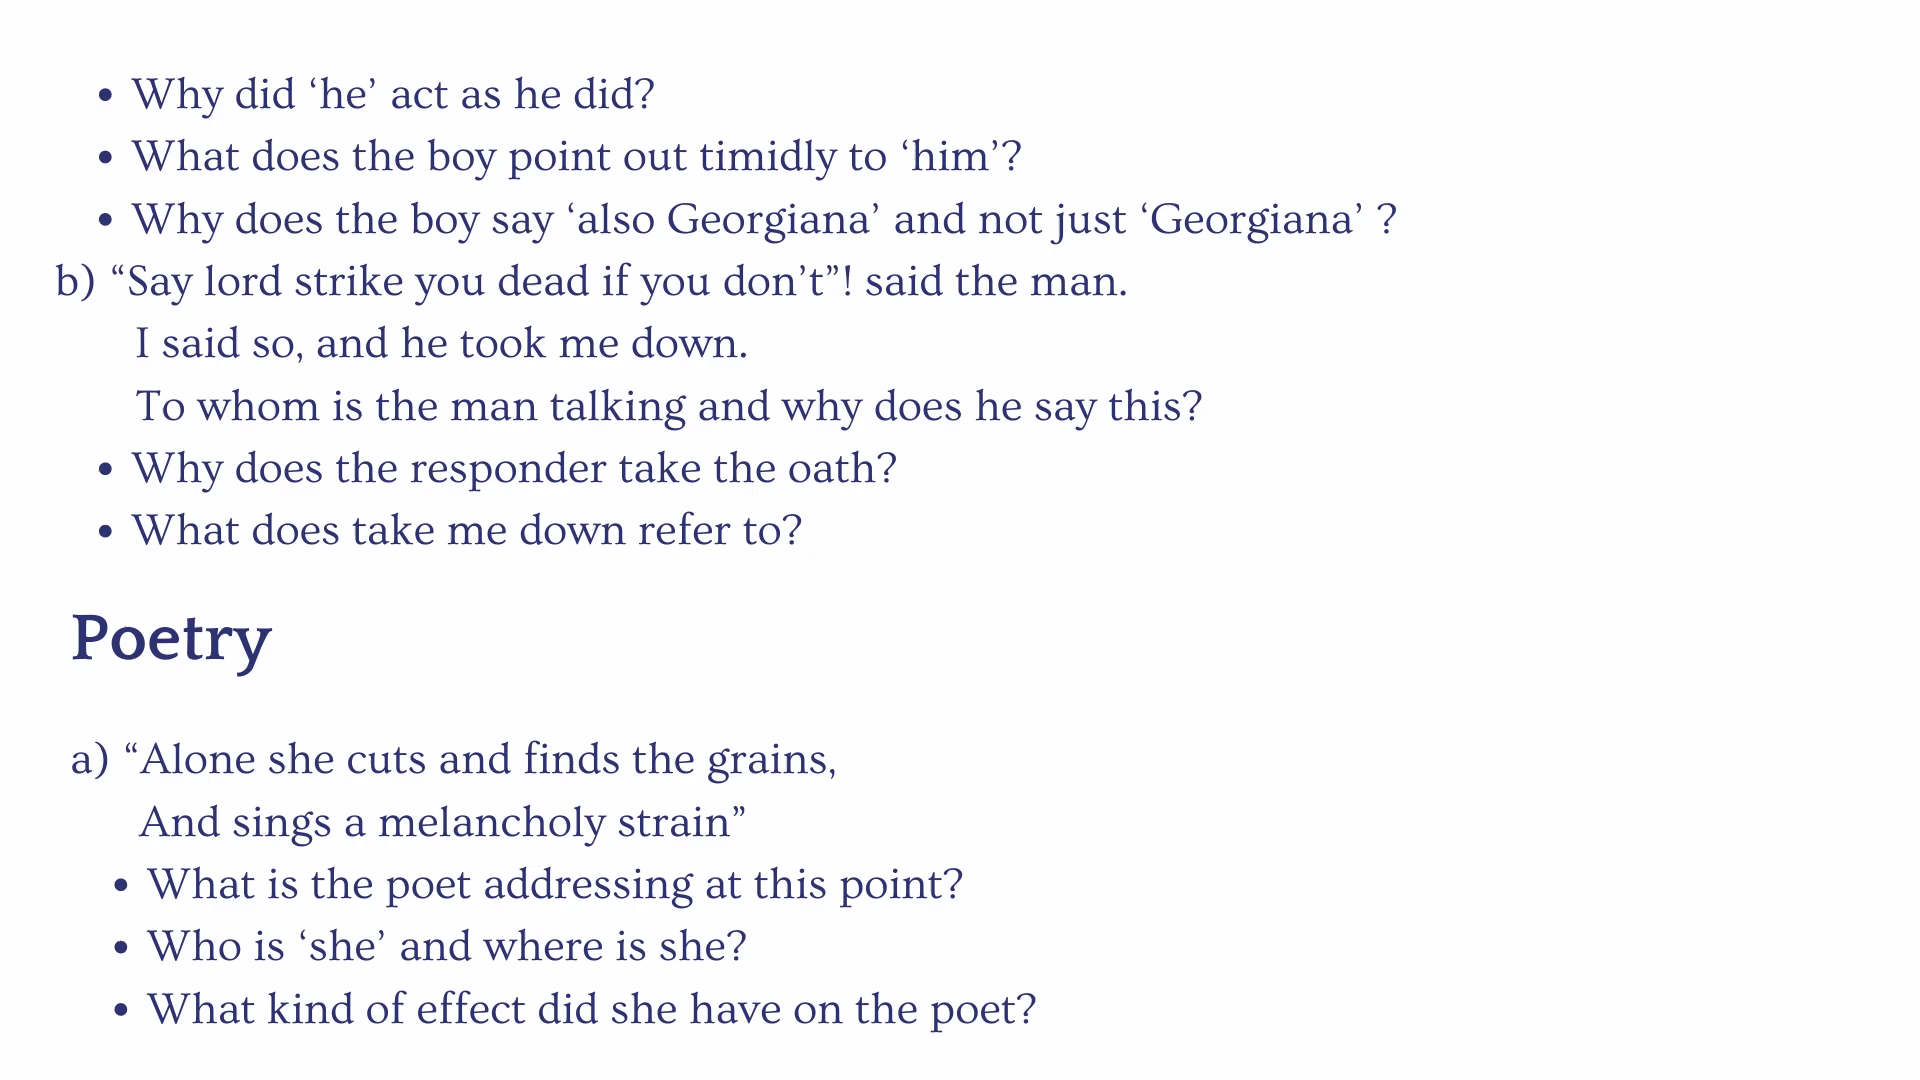 • Why did ‘he’ act as he did?
• What does the boy point out timidly to ‘him’?
• Why does the boy say ‘also Georgiana’ and not just ‘Georgiana’ ?
b) “Say lord strike you dead if you don’t”! said the man.
I said so, and he took me down.
To whom is the man talking and why does he say this?
• Why does the responder take the oath?
• What does take me down refer to?
Poetry
a) “Alone she cuts and finds the grains,
And sings a melancholy strain”
• What is the poet addressing at this point?
• Who is ‘she’ and where is she?
• What kind of effect did she have on the poet?